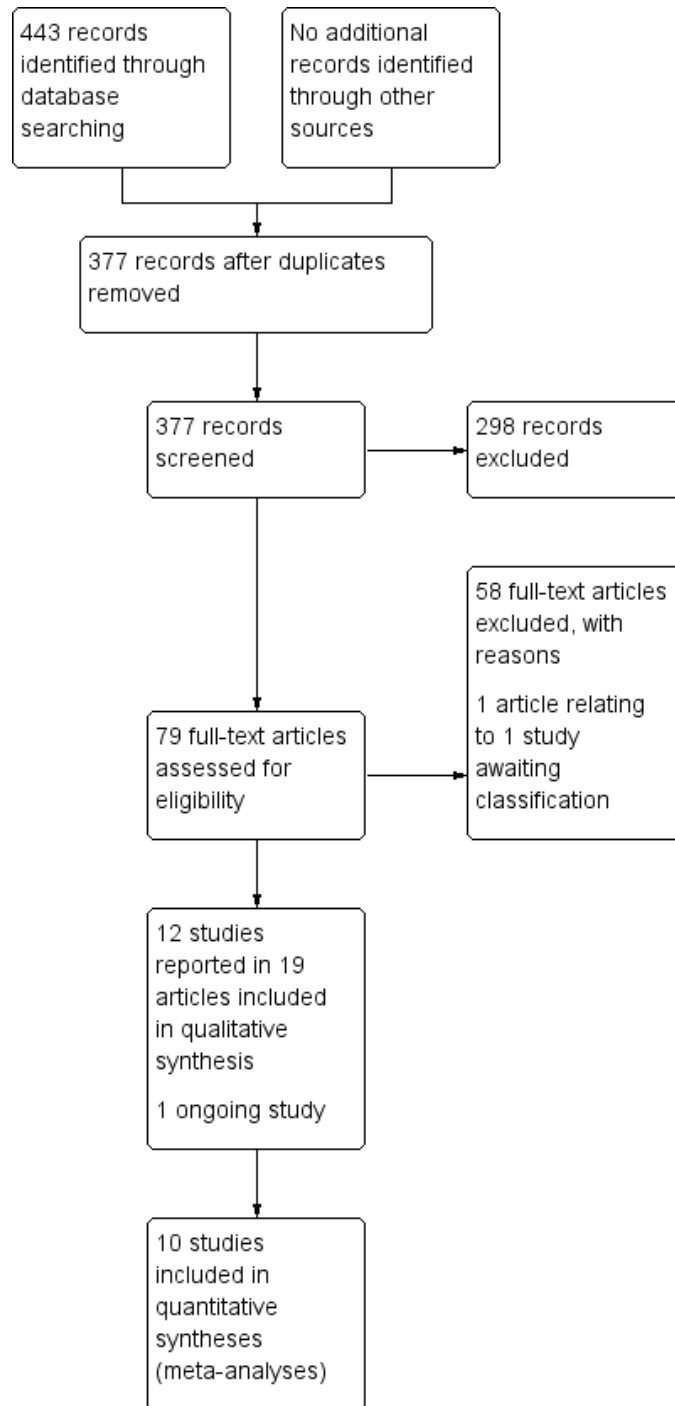 443 records
identified through
database
searching
No additional
records identified
through other
sources
377 records after duplicates
removed
377 records
screened
298 records
excluded
58 full-text articles
excluded, with
reasons
1 article relating
to 1 study
awaiting
classification
79 full-text articles
assessed for
eligibility
12 studies
reported in 19
articles included
in qualitative
synthesis
1 ongoing study
10 studies
included in
quantitative
syntheses
(meta-analyses)